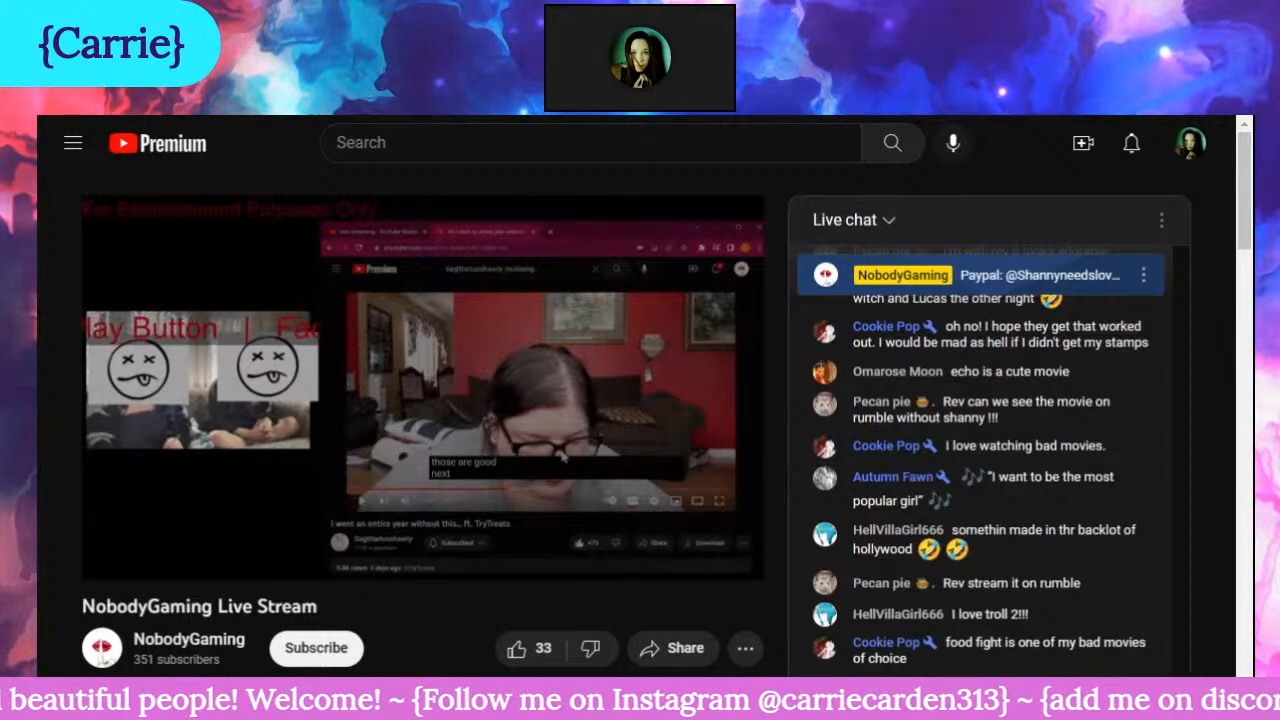 {Carrie}
Premium
Search
For Entertainment Purposes Only
Live chat
NobodyGaming Paypal: @Shannyneedslov...
witch and Lucas the other night 🤣
Cookie Pop oh no! I hope they get that worked
out. I would be mad as hell if I didn't get my stamps
Omarose Moon echo is a cute movie
Pecan pie. Rev can we see the movie on
rumble without shanny !!!
Cookie Pop I love watching bad movies.
Autumn Fawn 🎶 "I want to be the most
popular girl" 🎶
HellVillaGirl666 somethin made in thr backlot of
hollywood 🤣 🤣
Pecan pie. Rev stream it on rumble
HellVillaGirl666 I love troll 2!!!
Cookie Pop food fight is one of my bad movies
of choice
Premium
lay Button | Fa
those are good
next
I went an entire year without this... ft. TryTreats
Sagittariusshawty
Subscribed
Share
Download
NobodyGaming Live Stream
NobodyGaming
351 subscribers
Subscribe
33
Share
beautiful people! Welcome! ~ {Follow me on Instagram @carriecarden313} ~ {add me on discor